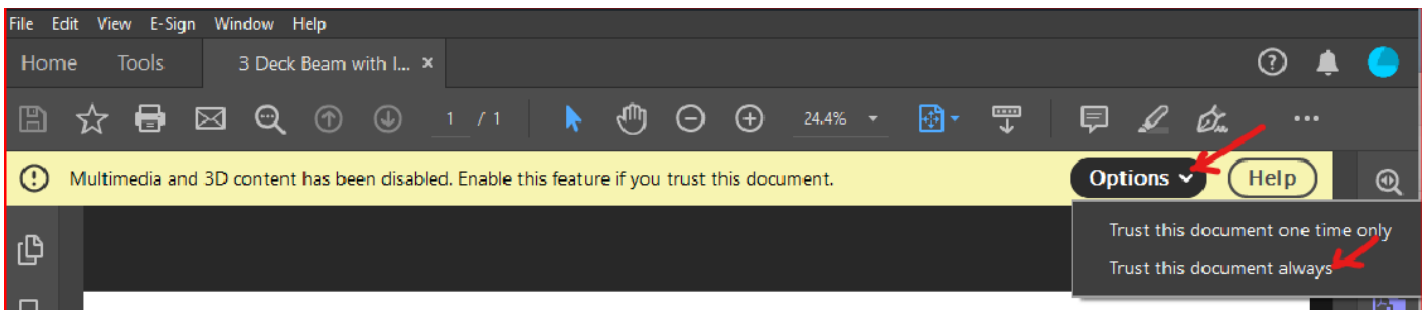 File Edit View E-Sign Window Help
Home Tools 3 Deck Beam with I... ×
1 / 1 24.4%
Multimedia and 3D content has been disabled. Enable this feature if you trust this document. Options Help
Trust this document one time only
Trust this document always